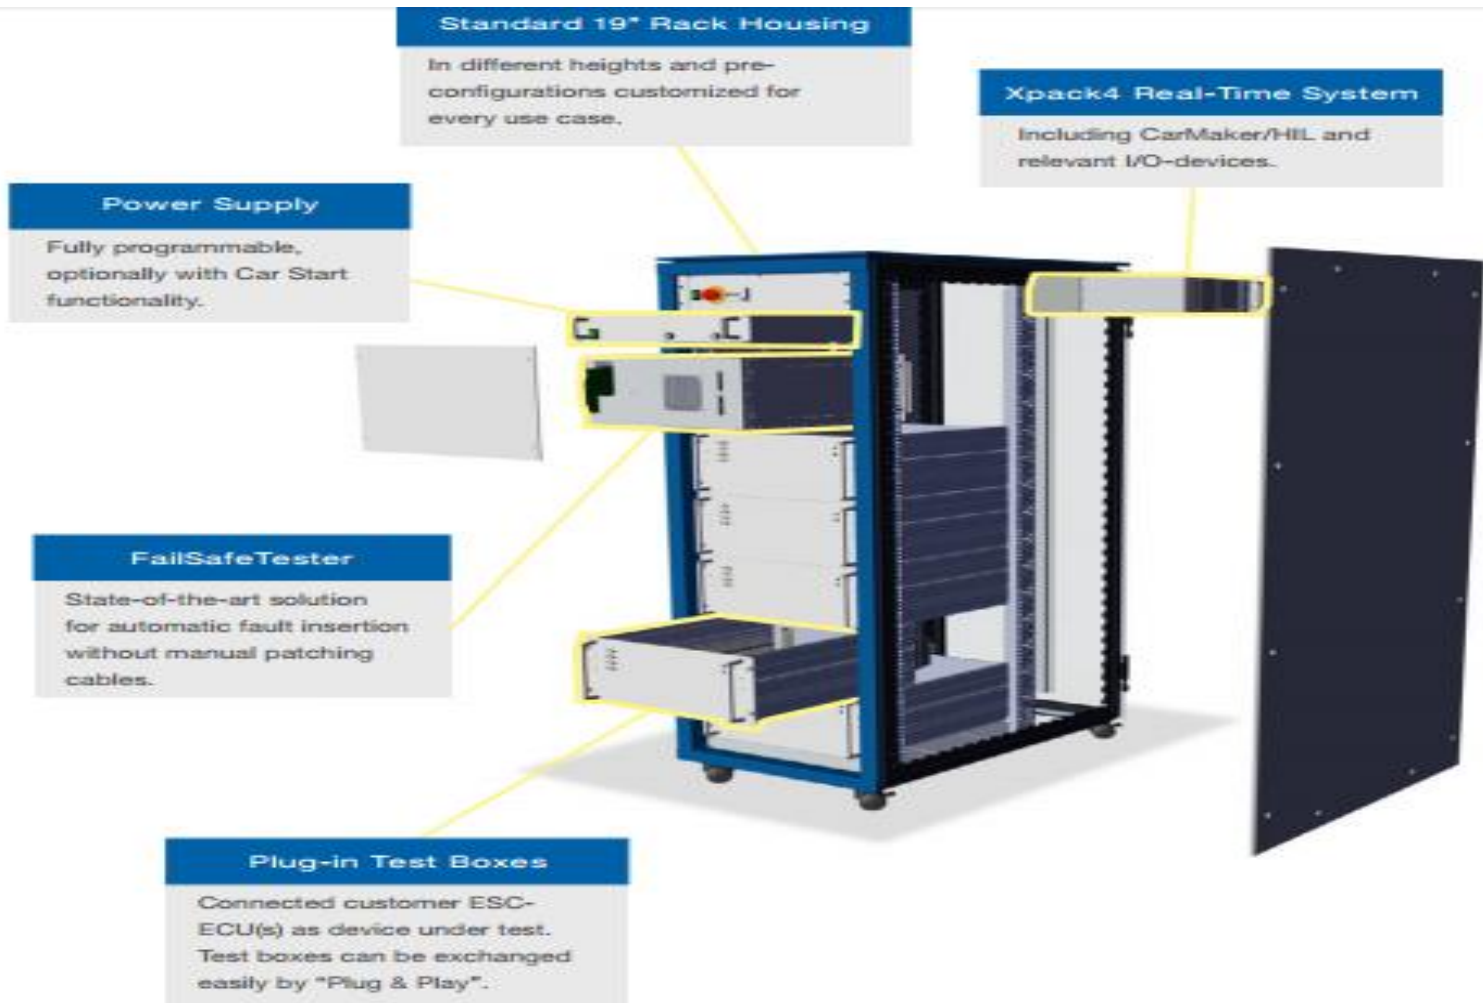 Standard 19" Rack Housing
In different heights and pre-
configurations customized for
every use case.
Xpack4 Real-Time System
Including CarMaker/HIL and
relevant I/O-devices.
Power Supply
Fully programmable,
optionally with Car Start
functionality.
FailSafeTester
State-of-the-art solution
for automatic fault insertion
without manual patching
cables.
Plug-in Test Boxes
Connected customer ESC-
ECU(s) as device under test.
Test boxes can be exchanged
easily by "Plug & Play".